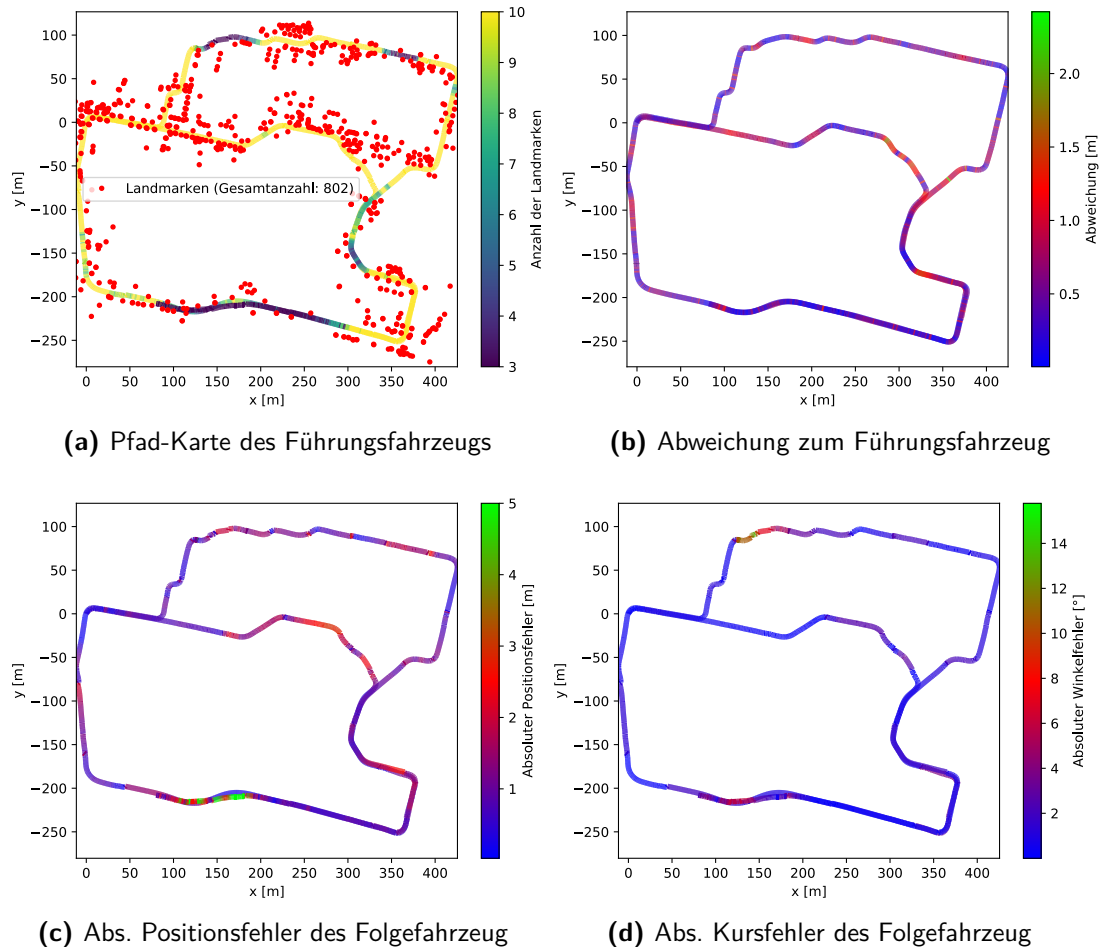 100
50
0
−50
−100
−150
−200
−250
0 50 100 150 200 250 300 350 400
x [m]
y [m]
Landmarken (Gesamtanzahl: 802)
10
9
8
7
6
5
4
3
Anzahl der Landmarken
(a) Pfad-Karte des Führungsfahrzeugs
100
50
0
−50
−100
−150
−200
−250
0 50 100 150 200 250 300 350 400
x [m]
y [m]
2.0
1.5
1.0
0.5
Abweichung [m]
(b) Abweichung zum Führungsfahrzeug
100
50
0
−50
−100
−150
−200
−250
0 50 100 150 200 250 300 350 400
x [m]
y [m]
5
4
3
2
1
Absoluter Positionsfehler [m]
(c) Abs. Positionsfehler des Folgefahrzeug
100
50
0
−50
−100
−150
−200
−250
0 50 100 150 200 250 300 350 400
x [m]
y [m]
14
12
10
8
6
4
2
Absoluter Winkelfehler [°]
(d) Abs. Kursfehler des Folgefahrzeug